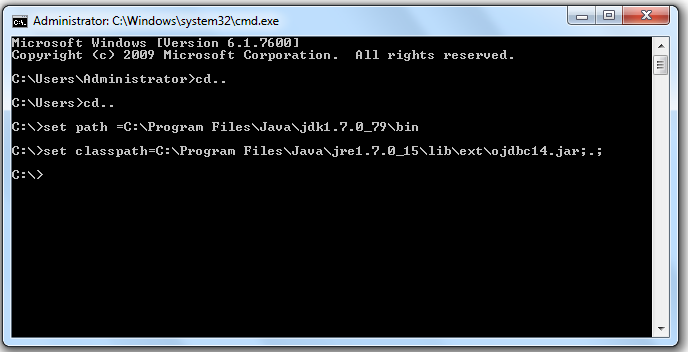 Administrator: C:\Windows\system32\cmd.exe
Microsoft Windows [Version 6.1.7600]
Copyright (c) 2009 Microsoft Corporation.  All rights reserved.
C:\Users\Administrator>cd..
C:\Users>cd..
C:\>set path =C:\Program Files\Java\jdk1.7.0_79\bin
C:\>set classpath=C:\Program Files\Java\jre1.7.0_15\lib\ext\ojdbc14.jar;.;
C:\>